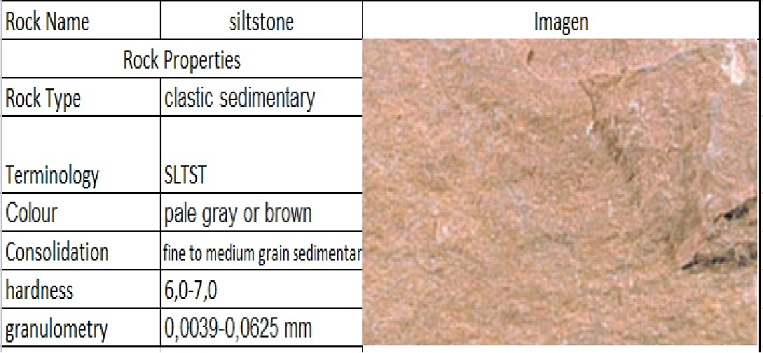 Rock Name siltstone Imagen
Rock Properties
Rock Type clastic sedimentary
Terminology SLTST
Colour pale gray or brown
Consolidation fine to medium grain sedimentar
hardness 6,0-7,0
granulometry 0,0039-0,0625 mm